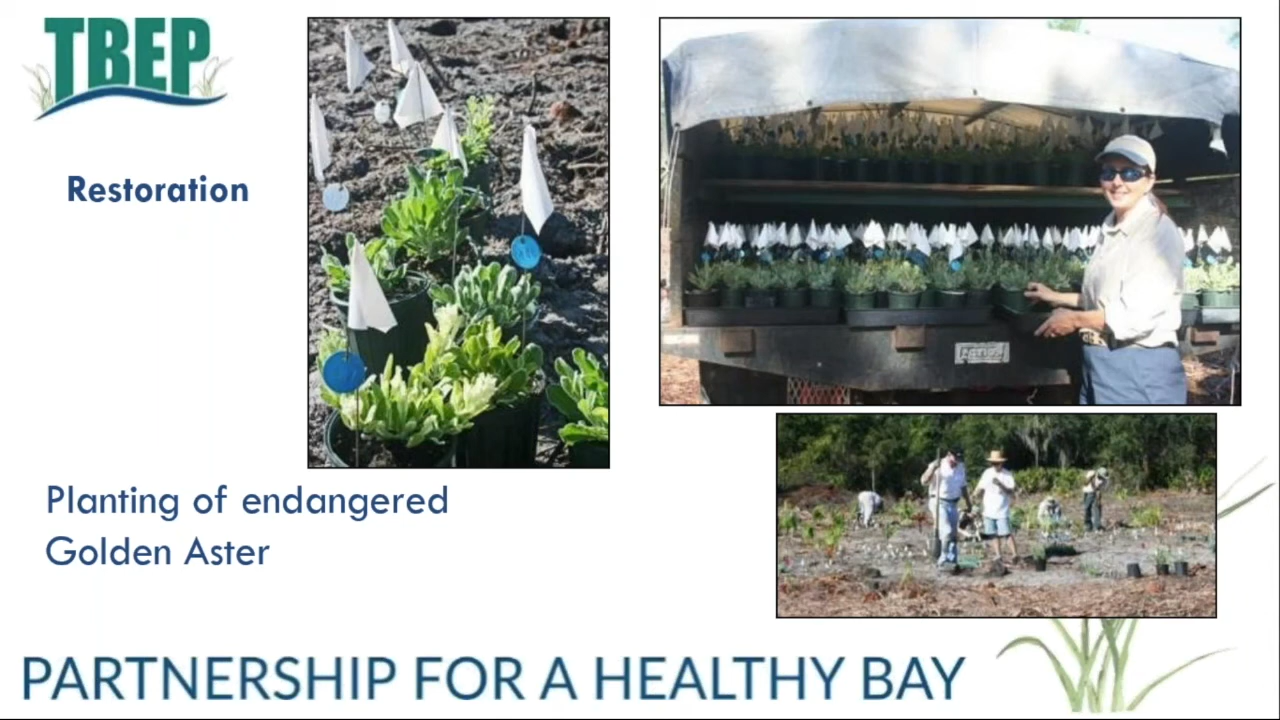 TBEP
Restoration
Planting of endangered
Golden Aster
PARTNERSHIP FOR A HEALTHY BAY